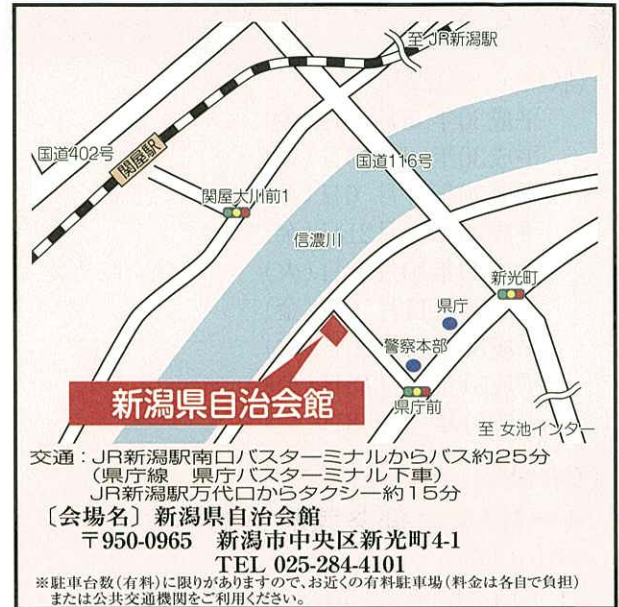 至 JR新潟駅
国道402号
関屋駅
国道116号
関屋大川前1
信濃川
新光町
県庁
警察本部
新潟県自治会館
県庁前
至 女池インター
交通：JR新潟駅南口バスターミナルからバス約25分
（県庁線　県庁バスターミナル下車）
JR新潟駅万代口からタクシー約15分
〔会場名〕新潟県自治会館
〒950-0965　新潟市中央区新光町4-1
TEL 025-284-4101
※駐車台数（有料）に限りがありますので、お近くの有料駐車場（料金は各自で負担）
または公共交通機関をご利用ください。